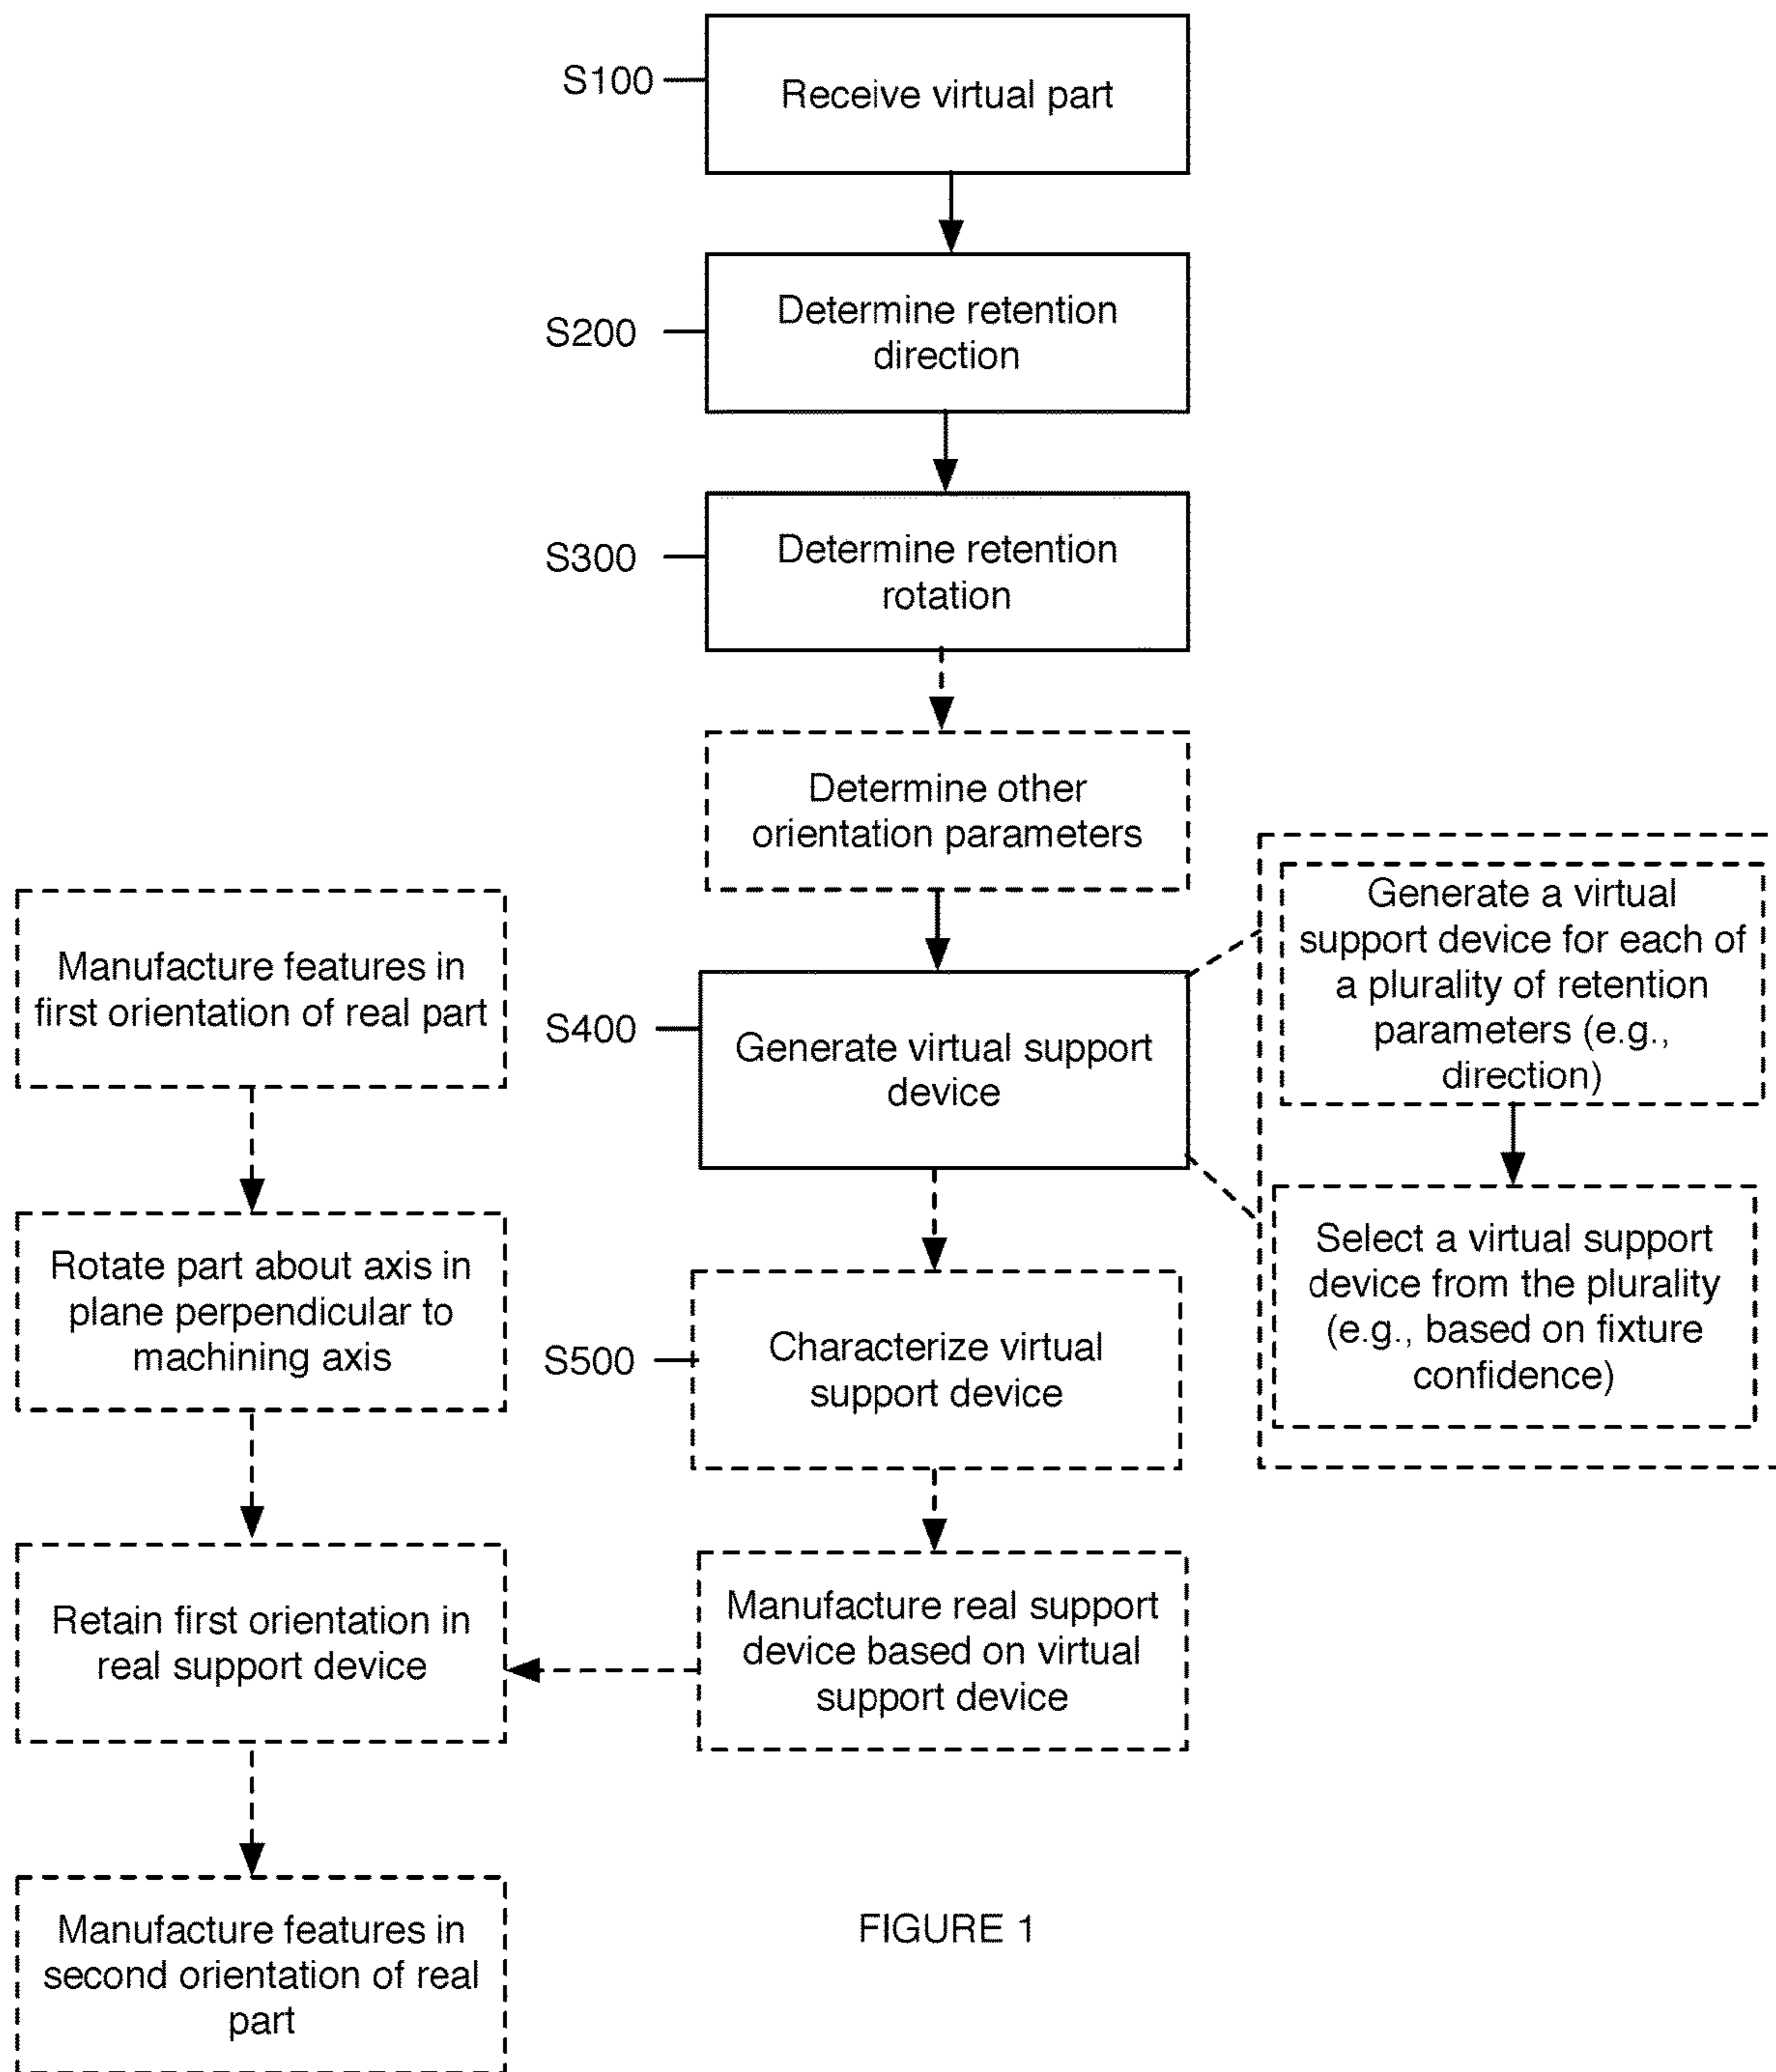 S100
Receive virtual part
S200
Determine retention
direction
S300
Determine retention
rotation
Determine other
orientation parameters
S400
Generate virtual support
device
Generate a virtual
support device for each of
a plurality of retention
parameters (e.g.,
direction)
Select a virtual support
device from the plurality
(e.g., based on fixture
confidence)
S500
Characterize virtual
support device
Manufacture real support
device based on virtual
support device
Manufacture features in
first orientation of real part
Rotate part about axis in
plane perpendicular to
machining axis
Retain first orientation in
real support device
Manufacture features in
second orientation of real
part
FIGURE 1